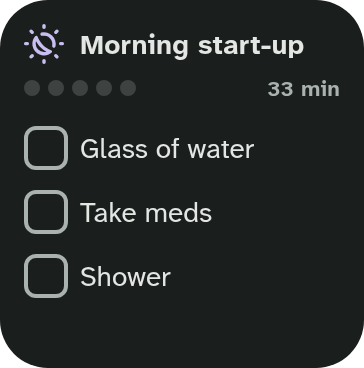 Morning start-up
33 min
Glass of water
Take meds
Shower